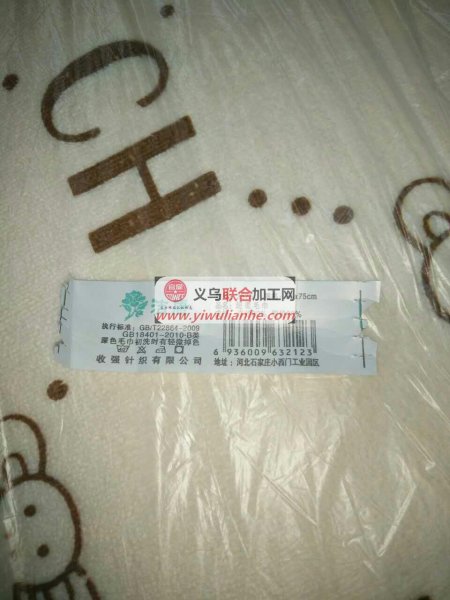 CH...
义乌联合加工网
www.yiwulianhe.com
x75cm
%
执行标准: GB/T22864-2009
GB18401-2010-B类
深色毛巾初洗时有轻微掉色
6 936009 632123
收强针织有限公司
地址: 河北石家庄小西门工业园区